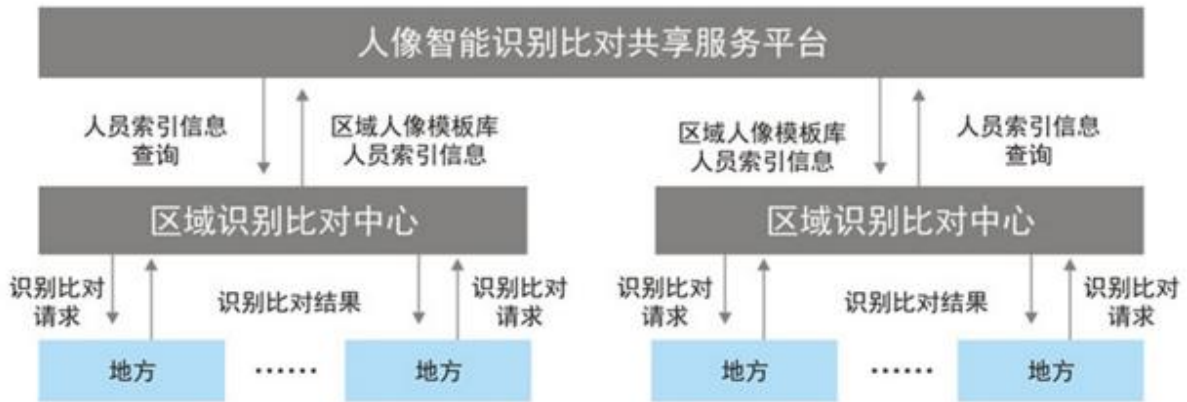 人像智能识别比对共享服务平台
人员索引信息
查询
区域人像模板库
人员索引信息
区域人像模板库
人员索引信息
人员索引信息
查询
区域识别比对中心
区域识别比对中心
识别比对
请求
识别比对结果
识别比对
请求
识别比对
请求
识别比对结果
识别比对
请求
地方
……
地方
地方
……
地方